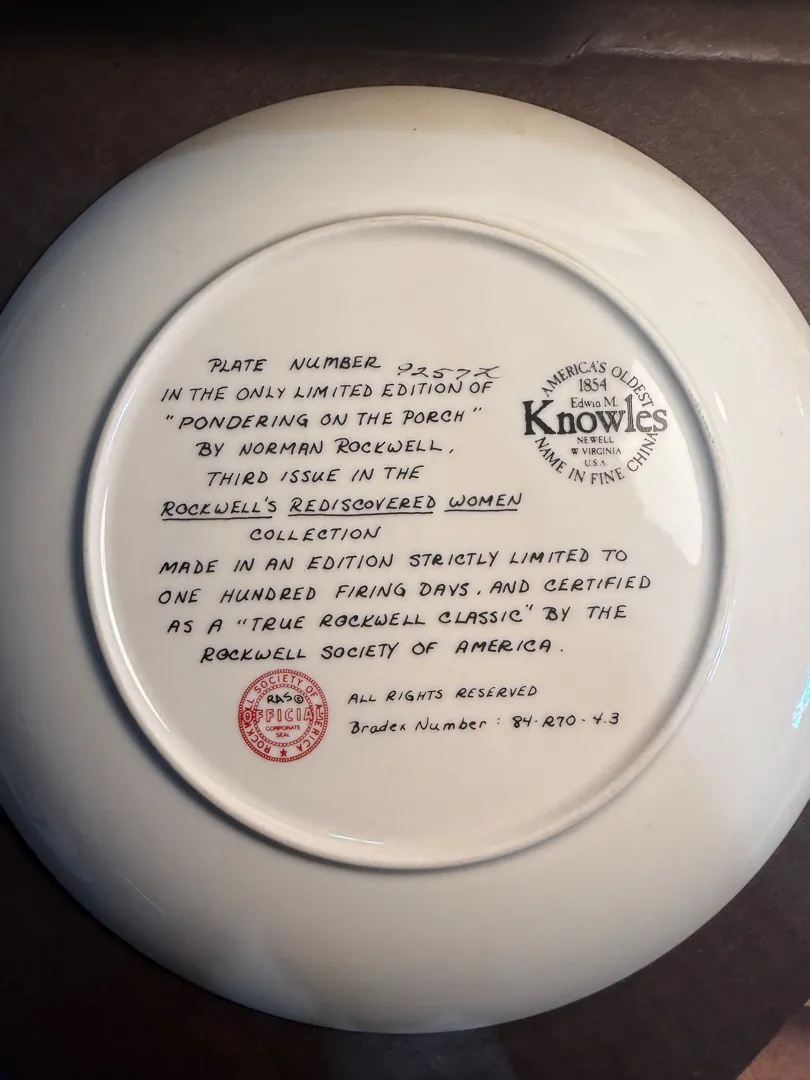 PLATE NUMBER 9257Z
IN THE ONLY LIMITED EDITION OF
"PONDERING ON THE PORCH"
BY NORMAN ROCKWELL,
THIRD ISSUE IN THE
ROCKWELL'S REDISCOVERED WOMEN
COLLECTION
MADE IN AN EDITION STRICTLY LIMITED TO
ONE HUNDRED FIRING DAYS, AND CERTIFIED
AS A "TRUE ROCKWELL CLASSIC" BY THE
ROCKWELL SOCIETY OF AMERICA.
AMERICA'S OLDEST
1854
Edwin M.
Knowles
NEWELL
W VIRGINIA
U.S.A
NAME IN FINE CHINA
ROCKWELL SOCIETY OF AMERICA
RAS©
OFFICIAL
CORPORATE
SEAL
ALL RIGHTS RESERVED
Bradex Number : 84-R70-4.3